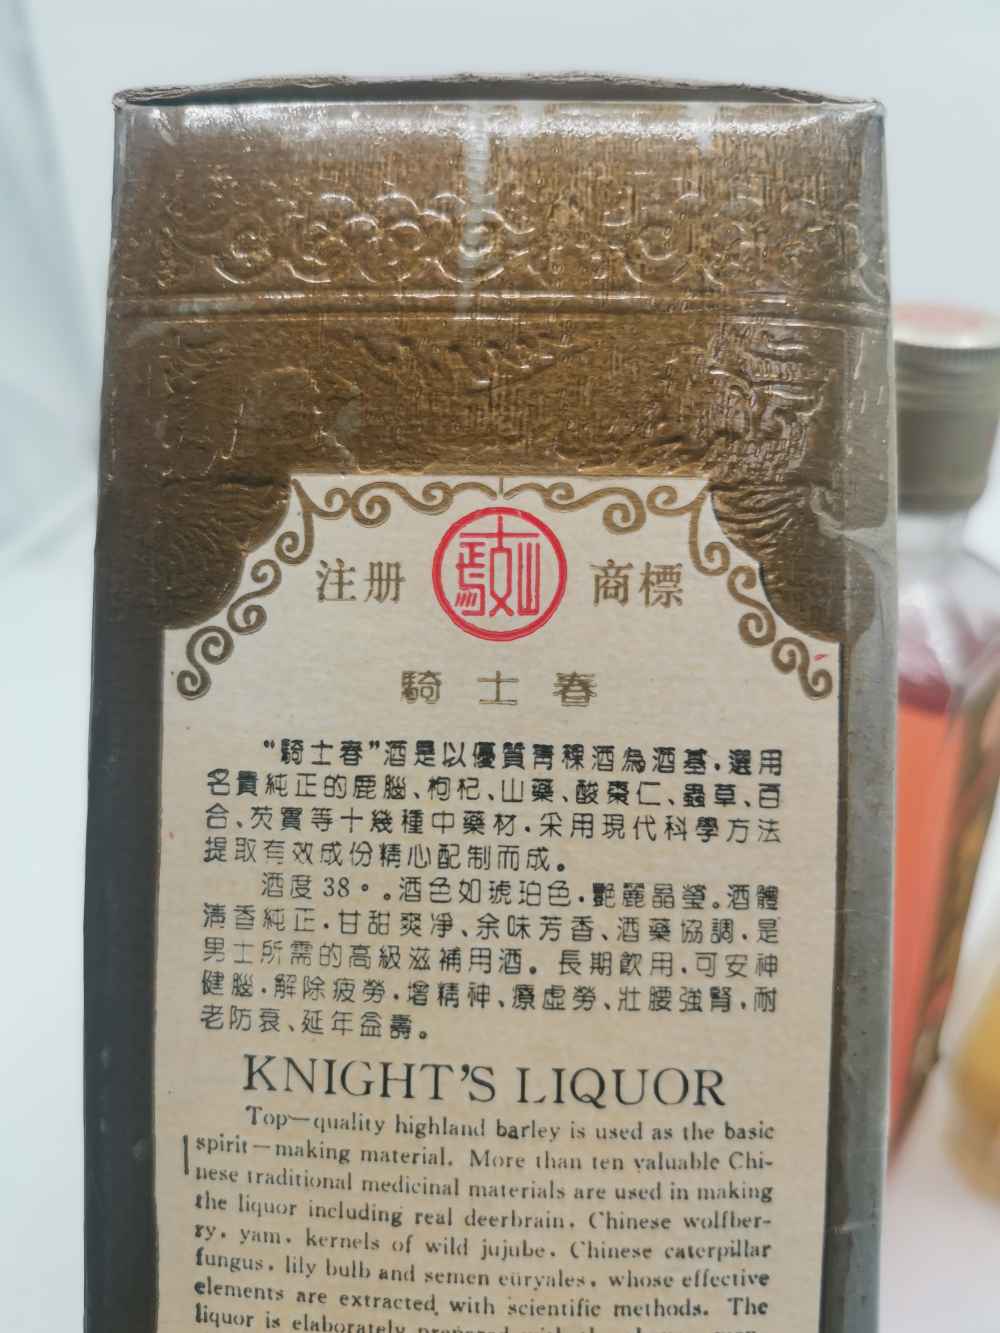 注册 商標
騎士春
“騎士春”酒是以優質青稞酒為酒基，選用
名貴純正的鹿腦、枸杞、山藥、酸棗仁、蟲草、百
合、芡實等十幾種中藥材，采用現代科學方法
提取有效成份精心配制而成。
酒度 38°。酒色如琥珀色，艷麗晶瑩。酒體
清香純正，甘甜爽净、余味芳香、酒藥協調，是
男士所需的高級滋補用酒。長期飲用，可安神
健腦，解除疲勞，增精神、療虛勞、壯腰強腎，耐
老防衰、延年益壽。
KNIGHT’S LIQUOR
Top—quality highland barley is used as the basic
spirit—making material. More than ten valuable Chi-
nese traditional medicinal materials are used in making
the liquor including real deerbrain, Chinese wolfber-
ry, yam, kernels of wild jujube, Chinese caterpillar
fungus, lily bulb and semen euryales, whose effective
elements are extracted with scientific methods. The
liquor is elaborately